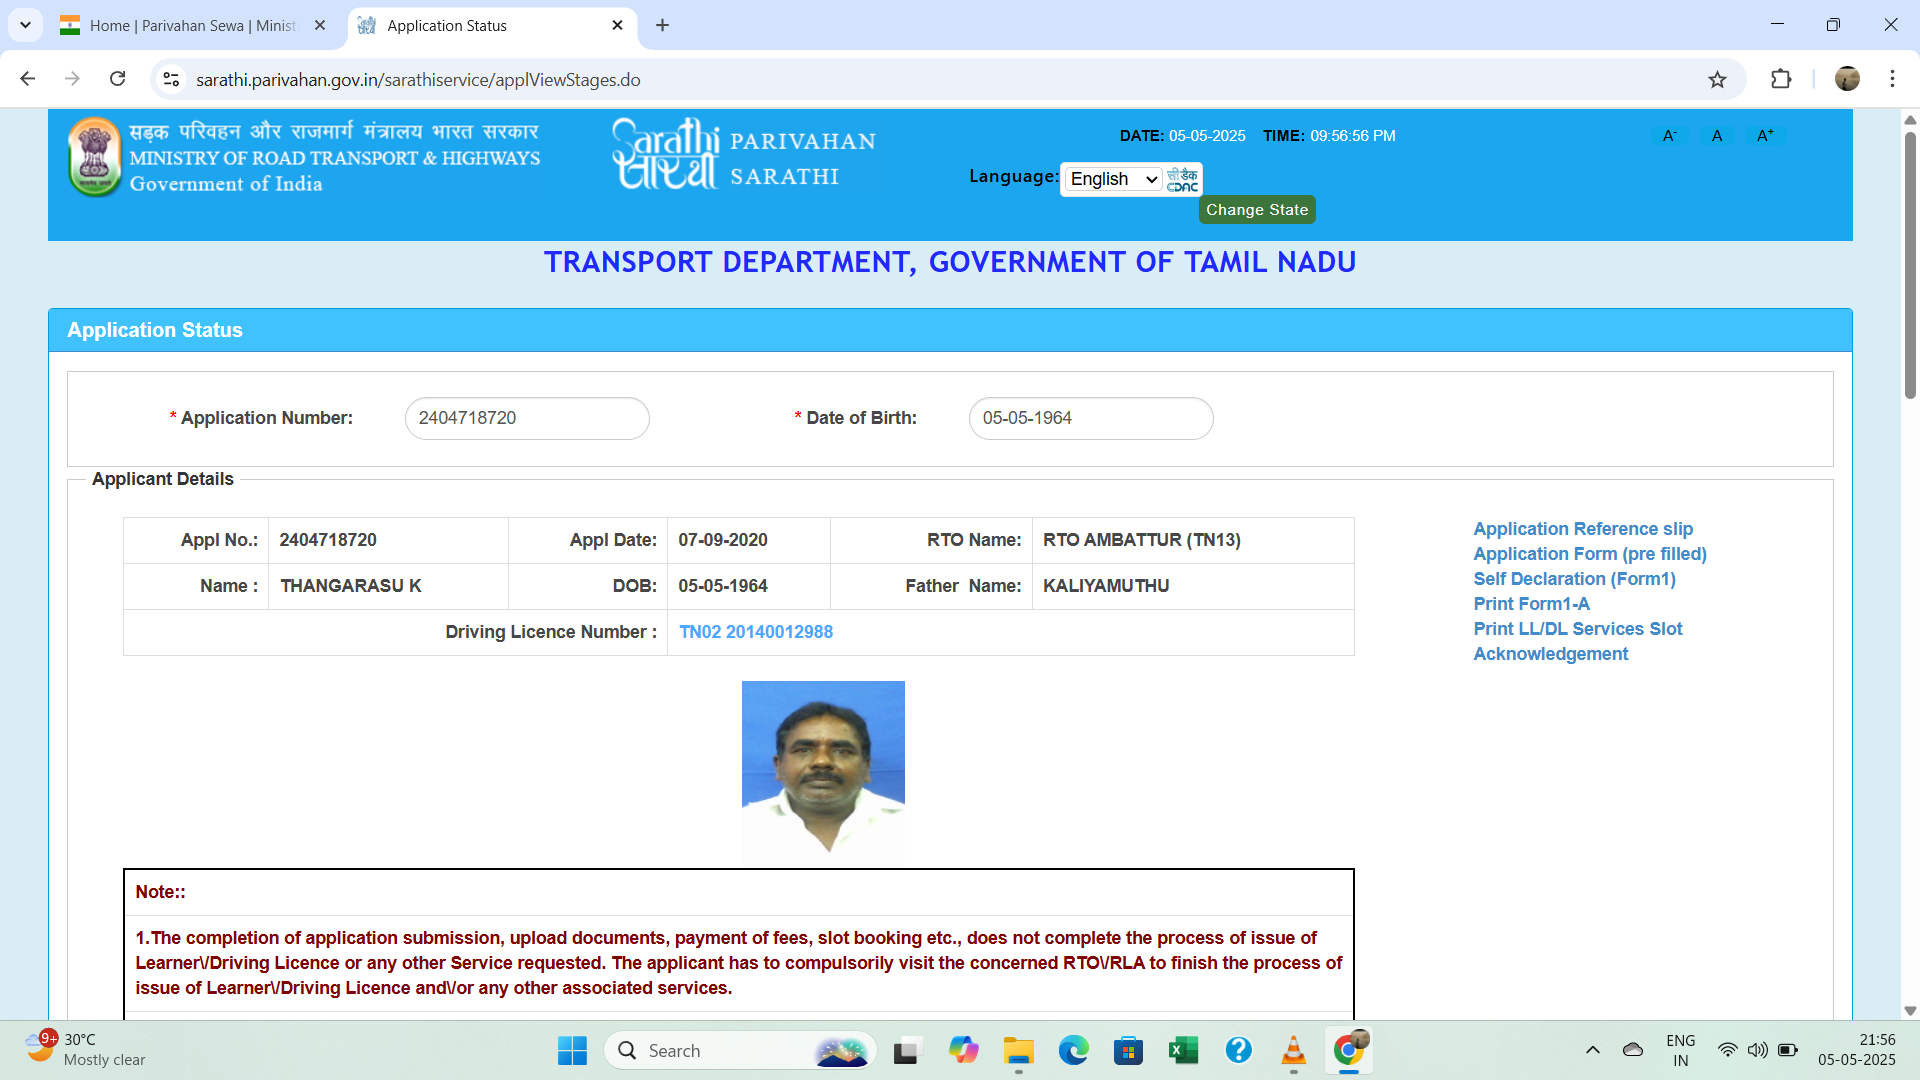 Home | Parivahan Sewa | Minist
Application Status
sarathi.parivahan.gov.in/sarathiservice/applViewStages.do
सड़क परिवहन और राजमार्ग मंत्रालय भारत सरकार
MINISTRY OF ROAD TRANSPORT & HIGHWAYS
Government of India
Sarathi
सारथी
PARIVAHAN
SARATHI
DATE: 05-05-2025 TIME: 09:56:56 PM
A- A A+
Language: English
सी डैक
CDAC
Change State
TRANSPORT DEPARTMENT, GOVERNMENT OF TAMIL NADU
Application Status
* Application Number: 2404718720 * Date of Birth: 05-05-1964
Applicant Details
Appl No.: 2404718720 Appl Date: 07-09-2020 RTO Name: RTO AMBATTUR (TN13)
Name : THANGARASU K DOB: 05-05-1964 Father Name: KALIYAMUTHU
Driving Licence Number : TN02 20140012988
Application Reference slip
Application Form (pre filled)
Self Declaration (Form1)
Print Form1-A
Print LL/DL Services Slot
Acknowledgement
Note::
1.The completion of application submission, upload documents, payment of fees, slot booking etc., does not complete the process of issue of
Learner\/Driving Licence or any other Service requested. The applicant has to compulsorily visit the concerned RTO\/RLA to finish the process of
issue of Learner\/Driving Licence and\/or any other associated services.
9+
30°C
Mostly clear
Search
ENG
IN
21:56
05-05-2025